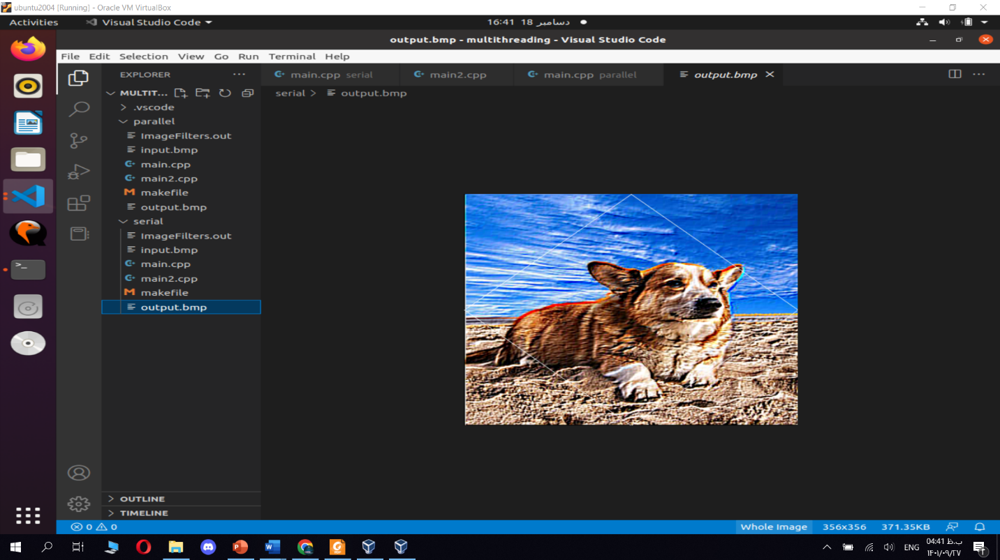 ubuntu2004 [Running] - Oracle VM VirtualBox
Activities Visual Studio Code 16:41 18 دسامبر
output.bmp - multithreading - Visual Studio Code
File Edit Selection View Go Run Terminal Help
EXPLORER ··· main.cpp serial main2.cpp main.cpp parallel output.bmp ···
MULTIT...
serial > output.bmp
.vscode
parallel
ImageFilters.out
input.bmp
main.cpp
main2.cpp
M makefile
output.bmp
serial
ImageFilters.out
input.bmp
main.cpp
main2.cpp
M makefile
output.bmp
OUTLINE
TIMELINE
0 0 Whole Image 356x356 371.35KB
ENG 04:41 ب.ظ
۱۴۰۱/۰۹/۲۷